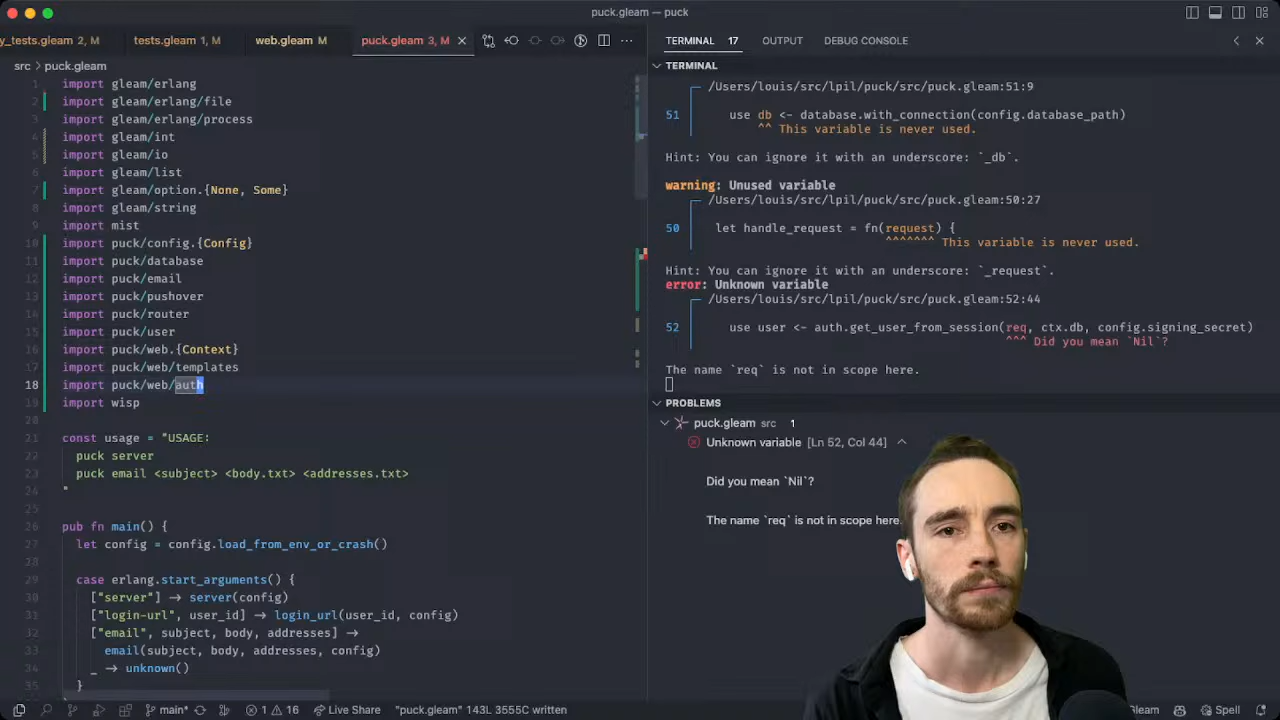 puck.gleam — puck
y_tests.gleam 2, M
tests.gleam 1, M
web.gleam M
puck.gleam 3, M
src > puck.gleam
1 import gleam/erlang
2 import gleam/erlang/file
3 import gleam/erlang/process
4 import gleam/int
5 import gleam/io
6 import gleam/list
7 import gleam/option.{None, Some}
8 import gleam/string
9 import mist
10 import puck/config.{Config}
11 import puck/database
12 import puck/email
13 import puck/pushover
14 import puck/router
15 import puck/user
16 import puck/web.{Context}
17 import puck/web/templates
18 import puck/web/auth
19 import wisp
20
21 const usage = "USAGE:
22 puck server
23 puck email <subject> <body.txt> <addresses.txt>
24 "
25
26 pub fn main() {
27 let config = config.load_from_env_or_crash()
28
29 case erlang.start_arguments() {
30 ["server"] -> server(config)
31 ["login-url", user_id] -> login_url(user_id, config)
32 ["email", subject, body, addresses] ->
33 email(subject, body, addresses, config)
34 _ -> unknown()
35 }
TERMINAL 17 OUTPUT DEBUG CONSOLE
TERMINAL
/Users/louis/src/lpil/puck/src/puck.gleam:51:9
51 use db <- database.with_connection(config.database_path)
^^ This variable is never used.
Hint: You can ignore it with an underscore: `_db`.
warning: Unused variable
/Users/louis/src/lpil/puck/src/puck.gleam:50:27
50 let handle_request = fn(request) {
^^^^^^^ This variable is never used.
Hint: You can ignore it with an underscore: `_request`.
error: Unknown variable
/Users/louis/src/lpil/puck/src/puck.gleam:52:44
52 use user <- auth.get_user_from_session(req, ctx.db, config.signing_secret)
^^^ Did you mean `Nil`?
The name `req` is not in scope here.
PROBLEMS
puck.gleam src 1
Unknown variable [Ln 52, Col 44]
Did you mean `Nil`?
The name `req` is not in scope here.
main* 1 16 Live Share "puck.gleam" 143L 3555C written
Gleam Spell